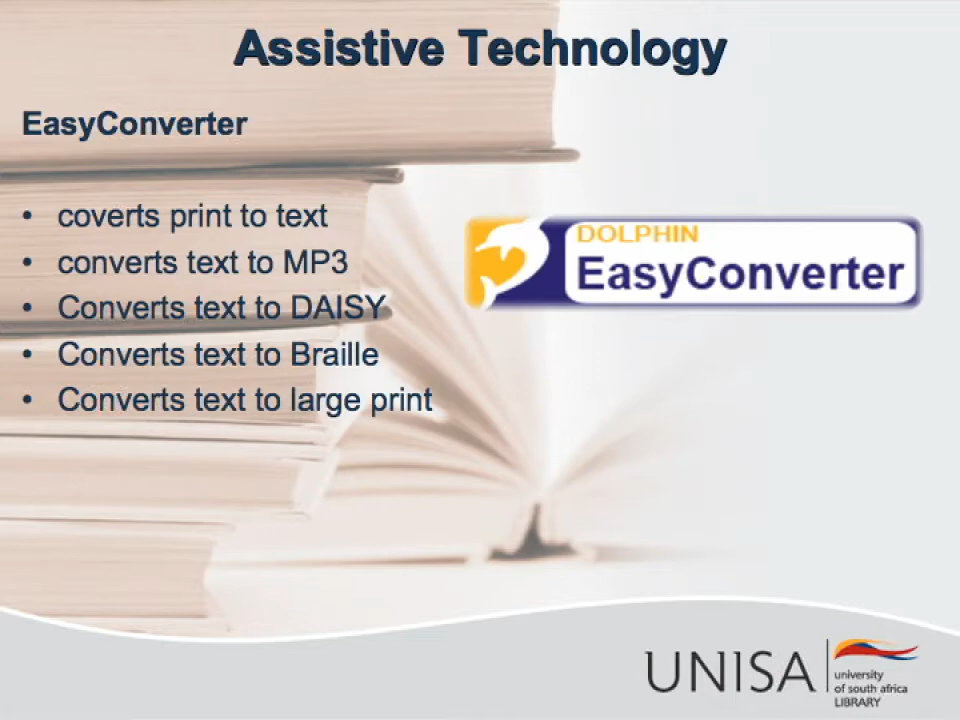 Assistive Technology
EasyConverter
• coverts print to text
• converts text to MP3
• Converts text to DAISY
• Converts text to Braille
• Converts text to large print
DOLPHIN
EasyConverter
UNISA
university
of south africa
LIBRARY